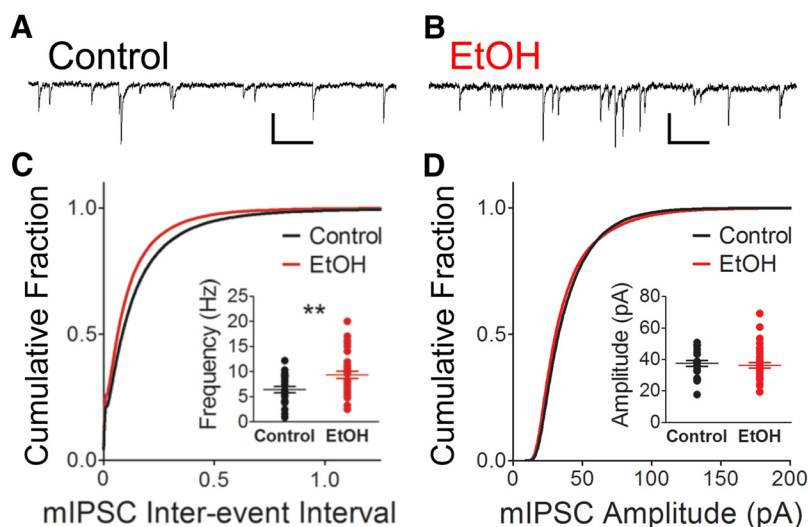 A
Control
B
EtOH
C
Cumulative Fraction
1.0
0.5
0.0
Control
EtOH
Frequency (Hz)
25
20
15
10
5
0
**
Control EtOH
0 0.5 1.0
mIPSC Inter-event Interval
D
Cumulative Fraction
1.0
0.5
0.0
Control
EtOH
Amplitude (pA)
80
60
40
20
0
Control EtOH
0 50 100 150 200
mIPSC Amplitude (pA)